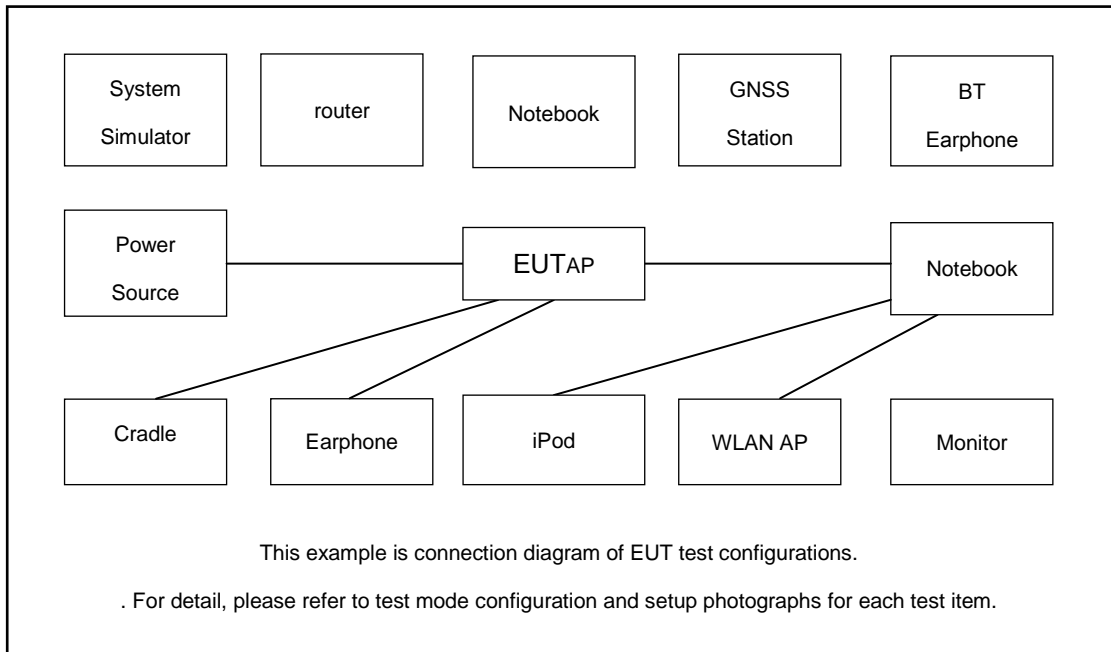 System
Simulator
router
Notebook
GNSS
Station
BT
Earphone
Power
Source
EUTAP
Notebook
Cradle
Earphone
iPod
WLAN AP
Monitor
This example is connection diagram of EUT test configurations.
. For detail, please refer to test mode configuration and setup photographs for each test item.